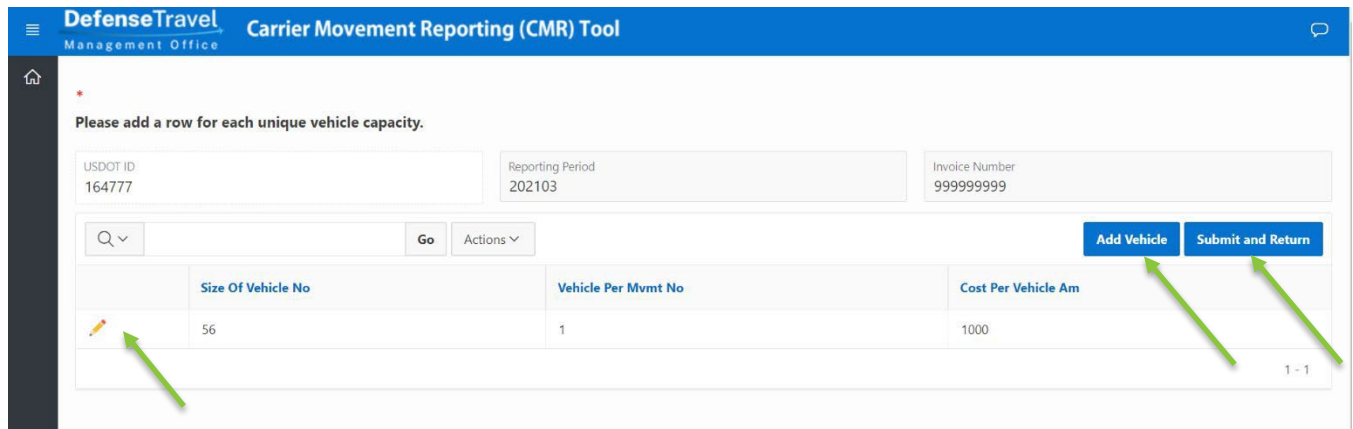 DefenseTravel
Management Office
Carrier Movement Reporting (CMR) Tool
*
Please add a row for each unique vehicle capacity.
USDOT ID
164777
Reporting Period
202103
Invoice Number
999999999
Go
Actions
Add Vehicle
Submit and Return
Size Of Vehicle No
Vehicle Per Mvmt No
Cost Per Vehicle Am
56
1
1000
1 - 1